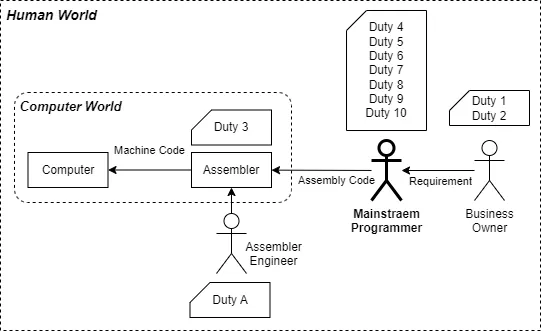 Human World
Duty 4
Duty 5
Duty 6
Duty 7
Duty 8
Duty 9
Duty 10
Duty 1
Duty 2
Computer World
Duty 3
Machine Code
Computer
Assembler
Assembly Code
Requirement
Mainstraem
Programmer
Business
Owner
Assembler
Engineer
Duty A